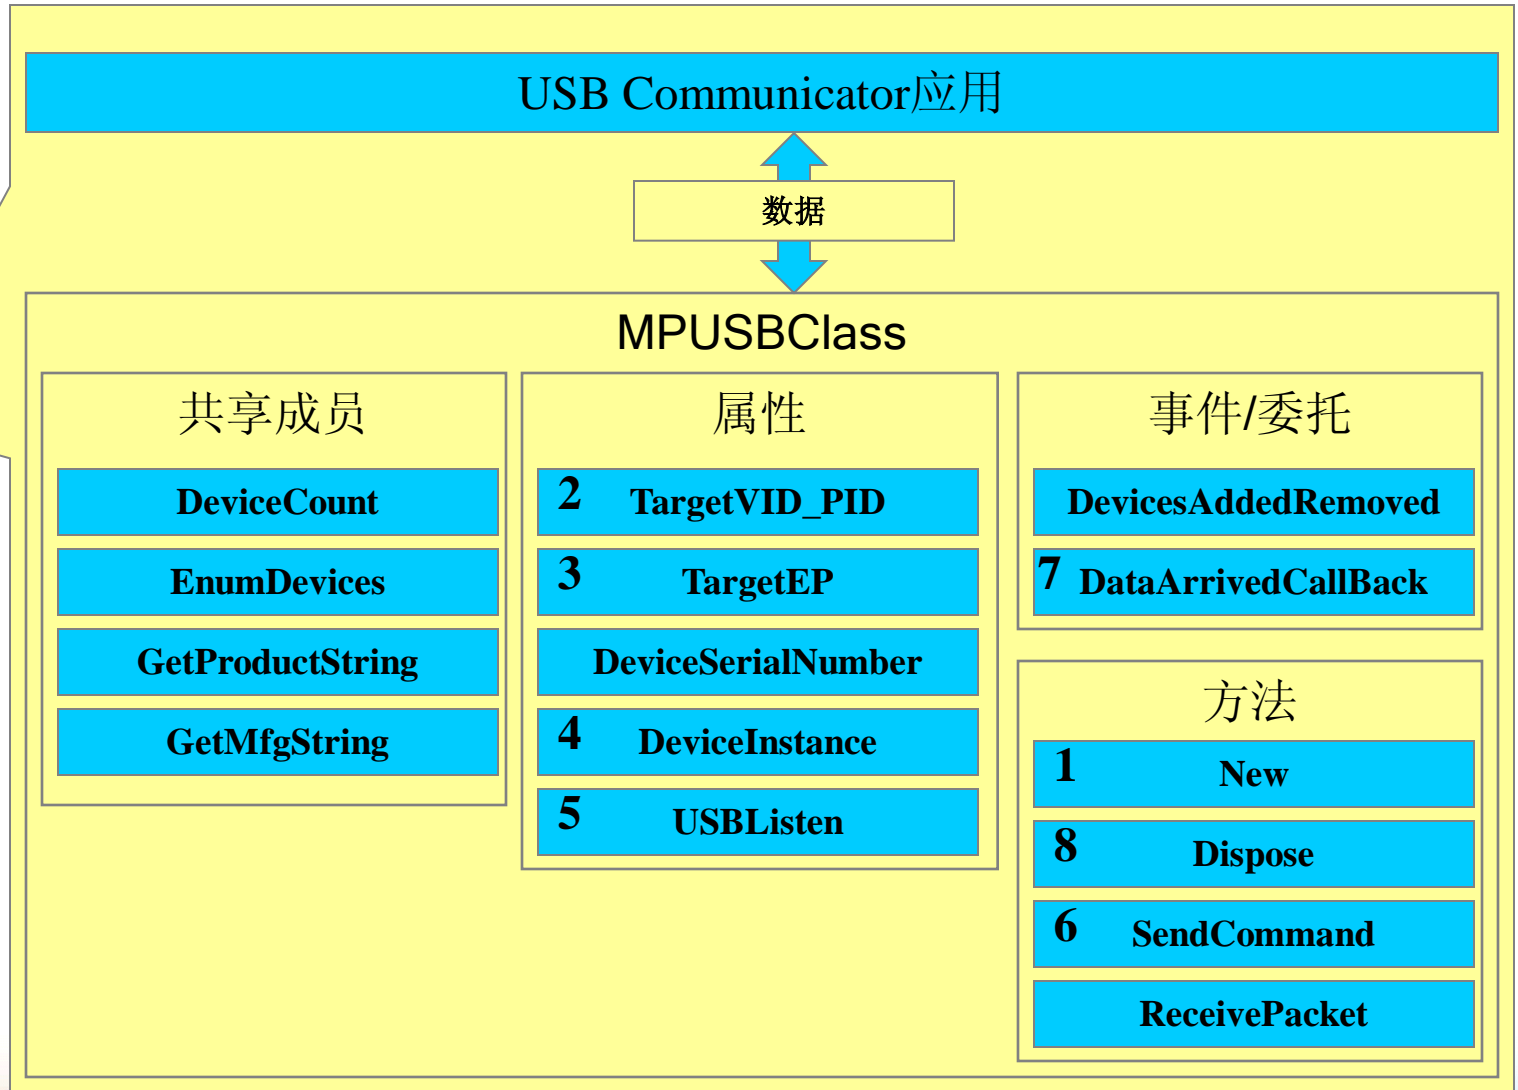 USB Communicator应用
数据
MPUSBClass
共享成员
DeviceCount
EnumDevices
GetProductString
GetMfgString
属性
2 TargetVID_PID
3 TargetEP
DeviceSerialNumber
4 DeviceInstance
5 USBListen
事件/委托
DevicesAddedRemoved
7 DataArrivedCallBack
方法
1 New
8 Dispose
6 SendCommand
ReceivePacket